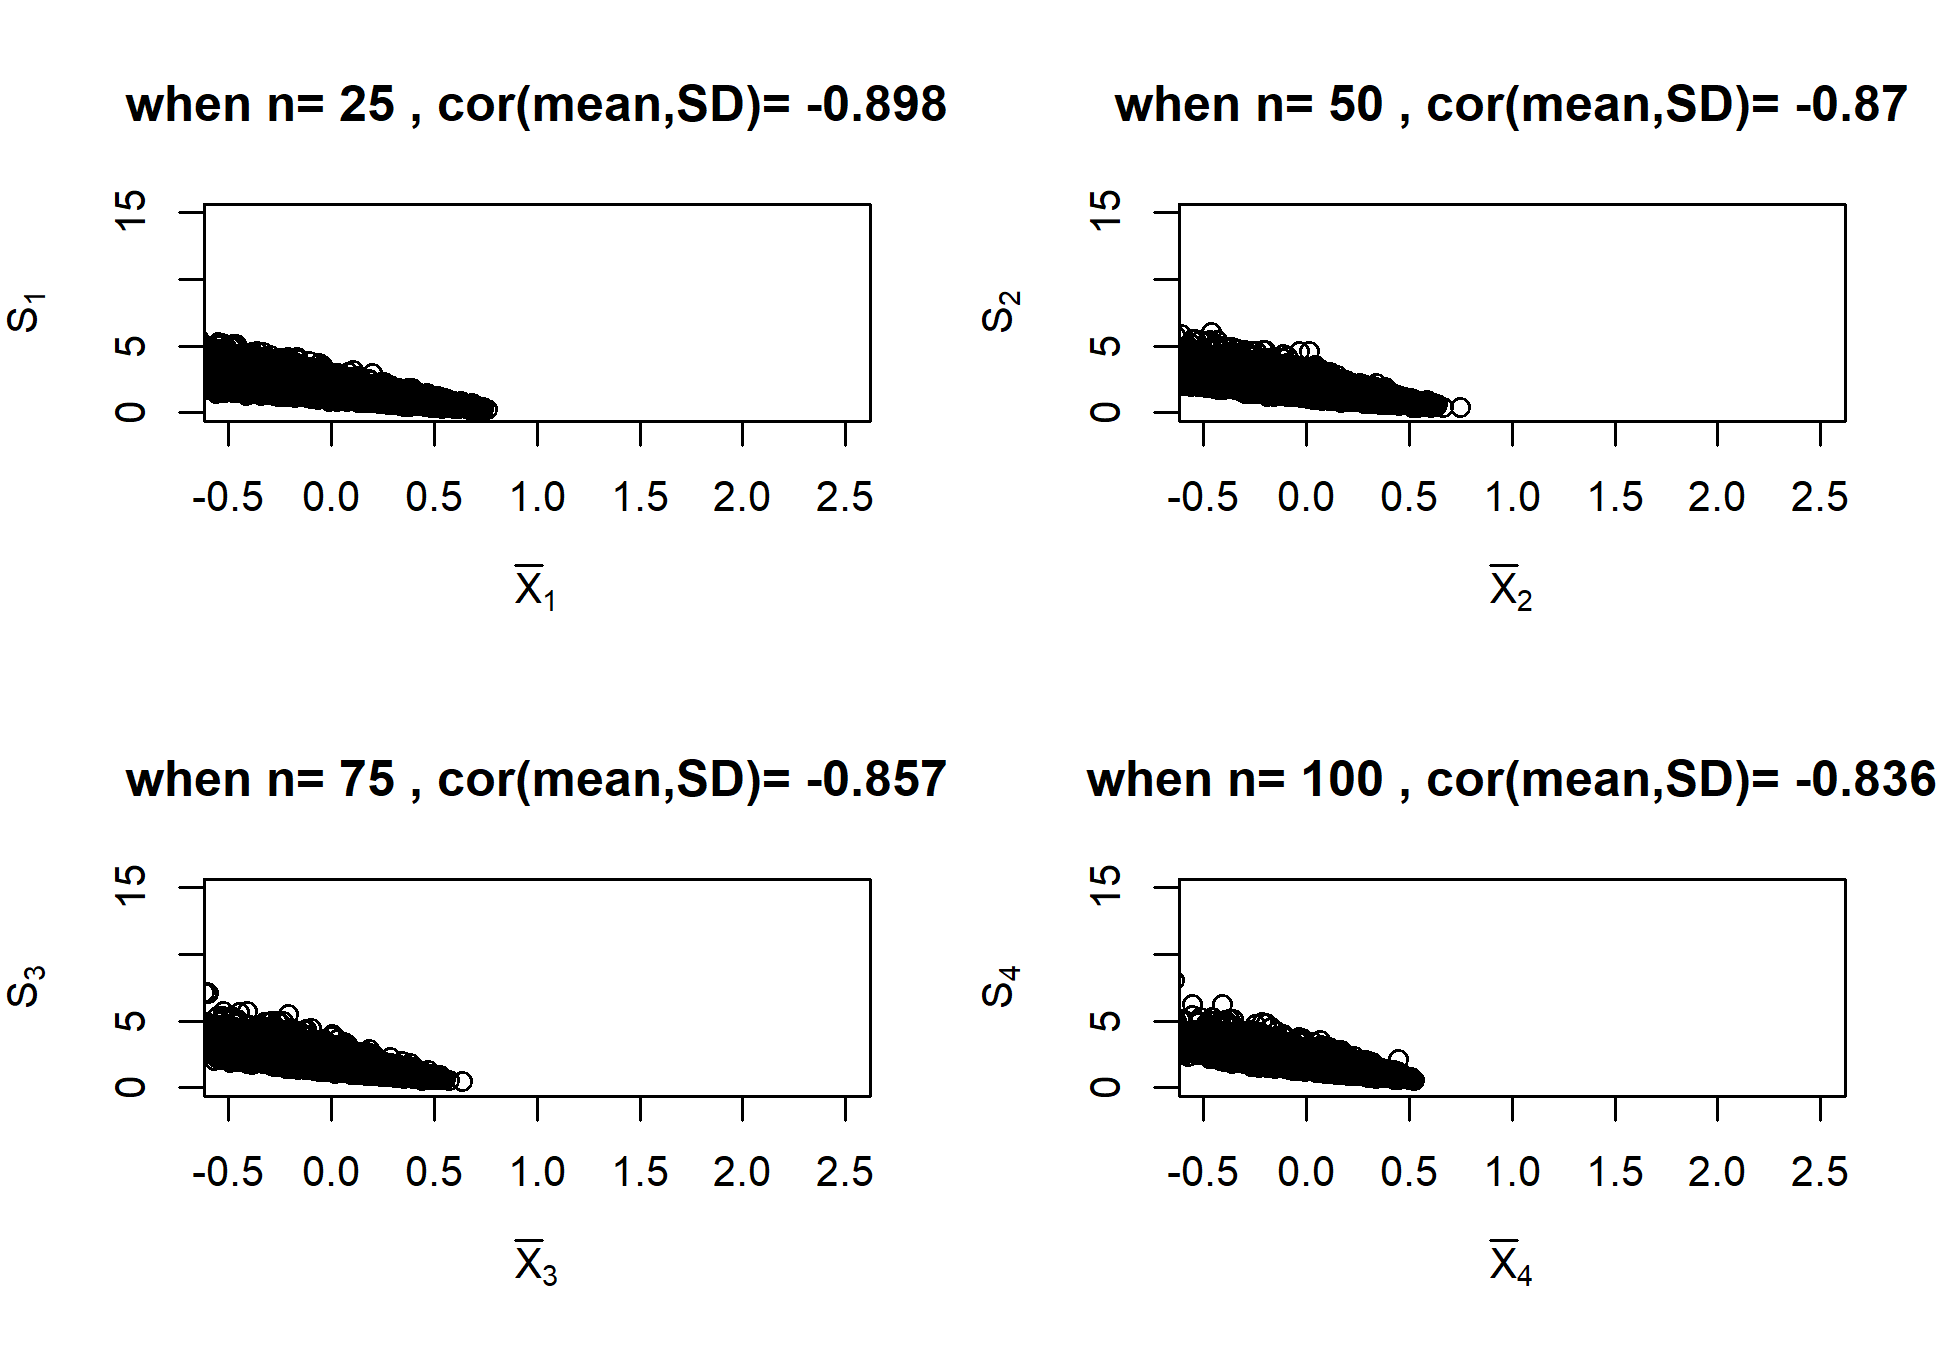 when n= 25 , cor(mean,SD)= -0.898
S1
15
5
0
-0.5 0.0 0.5 1.0 1.5 2.0 2.5
X̅1
when n= 50 , cor(mean,SD)= -0.87
S2
15
5
0
-0.5 0.0 0.5 1.0 1.5 2.0 2.5
X̅2
when n= 75 , cor(mean,SD)= -0.857
S3
15
5
0
-0.5 0.0 0.5 1.0 1.5 2.0 2.5
X̅3
when n= 100 , cor(mean,SD)= -0.836
S4
15
5
0
-0.5 0.0 0.5 1.0 1.5 2.0 2.5
X̅4